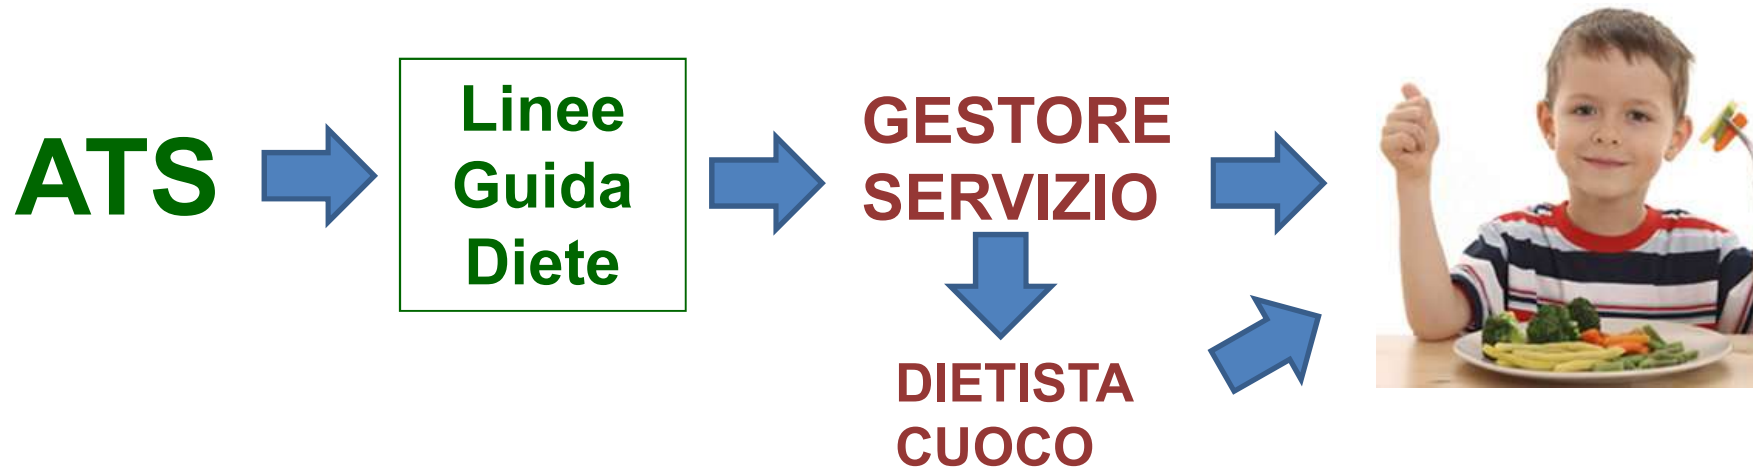 ATS
Linee
Guida
Diete
GESTORE
SERVIZIO
DIETISTA
CUOCO